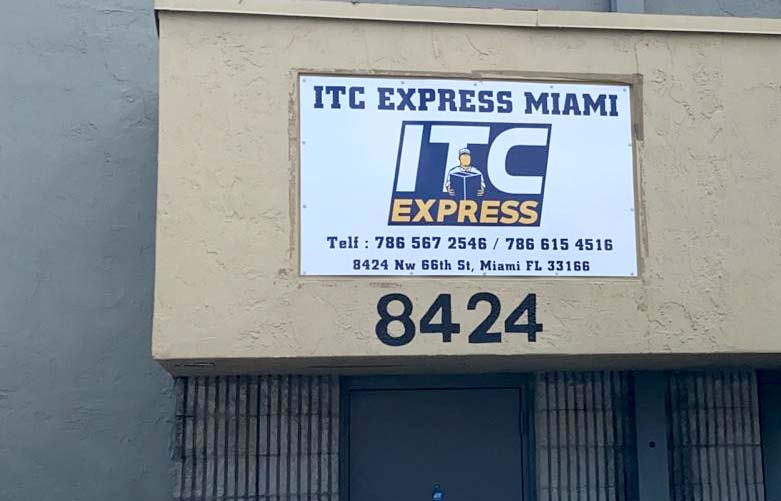 ITC EXPRESS MIAMI
ITC
EXPRESS
Telf : 786 567 2546 / 786 615 4516
8424 Nw 66th St, Miami FL 33166
8424